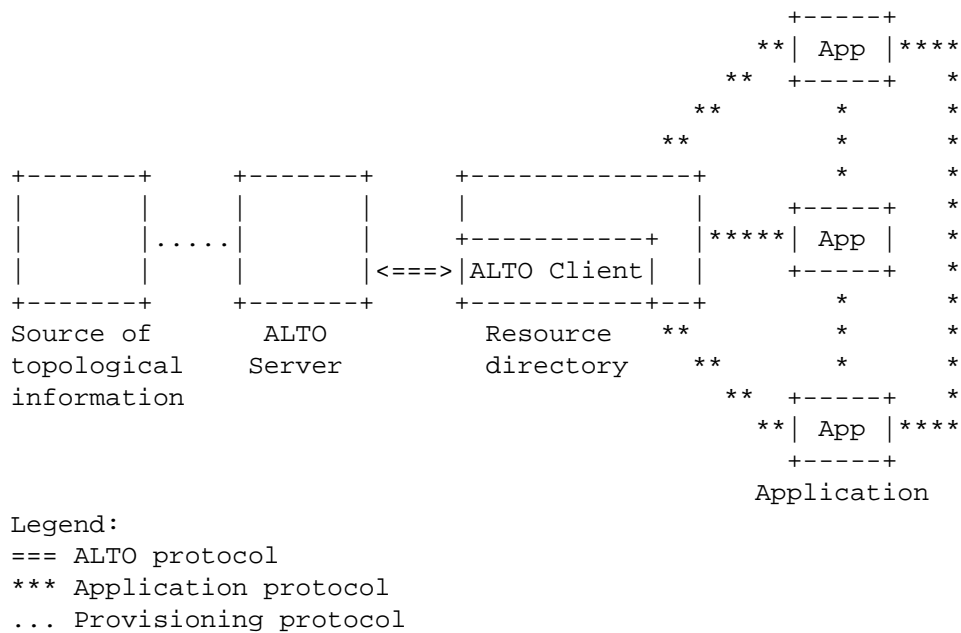 App
App
ALTO Client
Source of topological information
ALTO Server
Resource directory
App
Application
Legend:
=== ALTO protocol
*** Application protocol
... Provisioning protocol